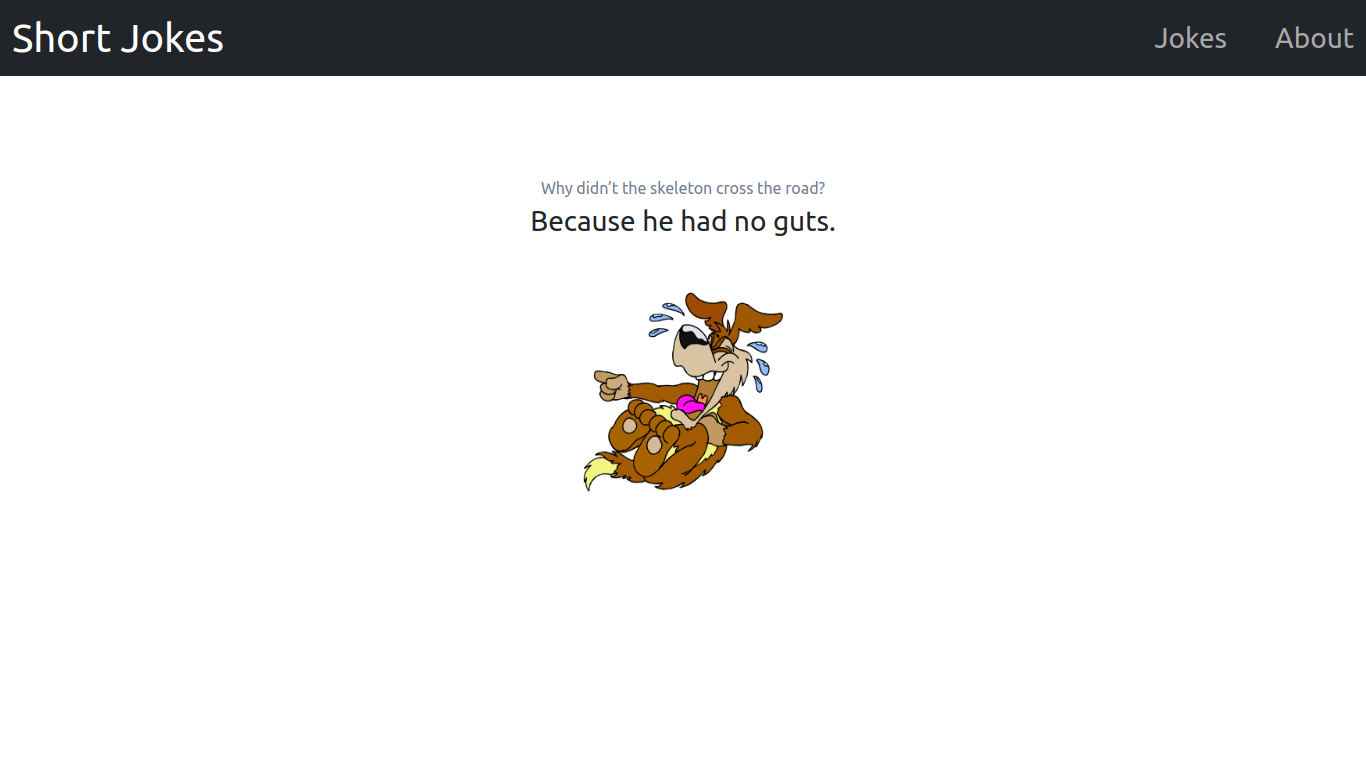 Short Jokes
Jokes
About
Why didn’t the skeleton cross the road?
Because he had no guts.